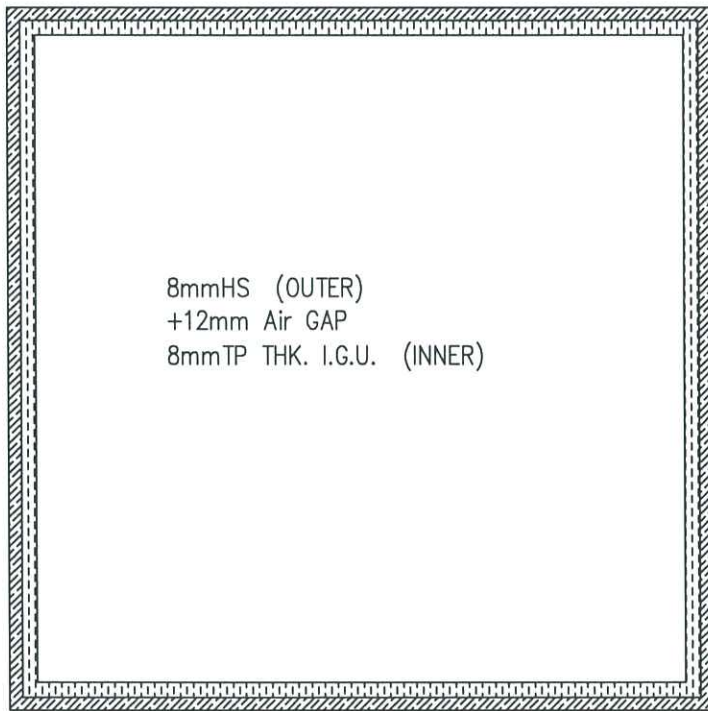 8mmHS (OUTER)
+12mm Air GAP
8mmTP THK. I.G.U. (INNER)